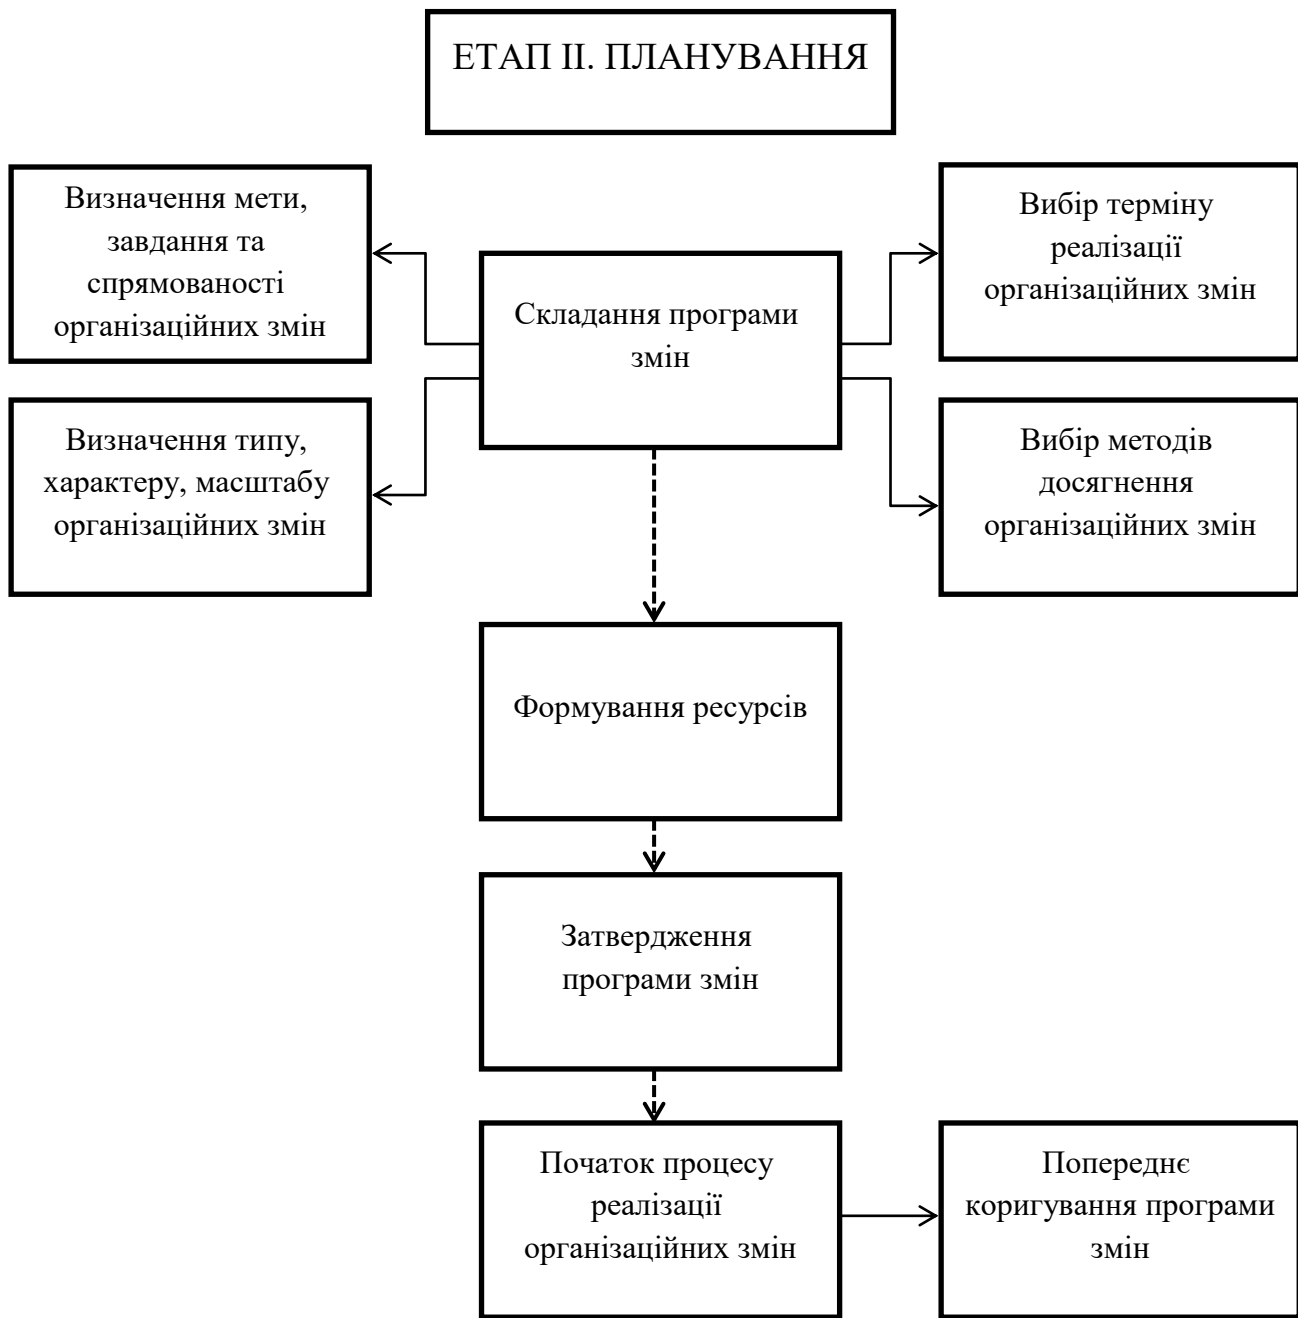 ЕТАП ІІ. ПЛАНУВАННЯ
Визначення мети,
завдання та
спрямованості
організаційних змін
Складання програми
змін
Вибір терміну
реалізації
організаційних змін
Визначення типу,
характеру, масштабу
організаційних змін
Вибір методів
досягнення
організаційних змін
Формування ресурсів
Затвердження
програми змін
Початок процесу
реалізації
організаційних змін
Попереднє
коригування програми
змін